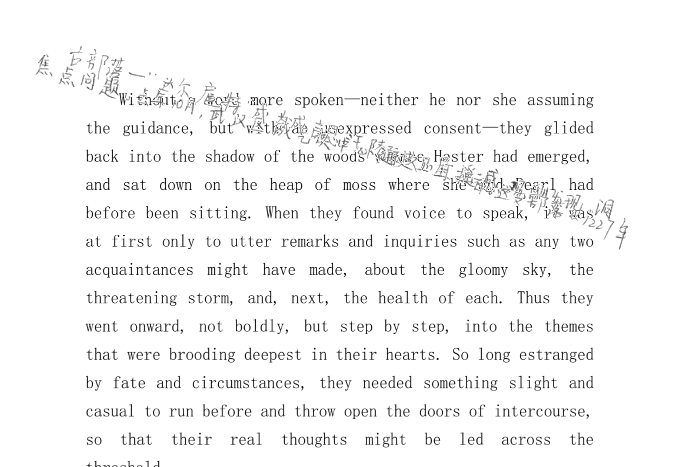 古部落一
焦点问题
Without a word more spoken—neither he nor she assuming
the guidance, but with an unexpressed consent—they glided
back into the shadow of the woods whence Hester had emerged,
and sat down on the heap of moss where she and Pearl had
before been sitting. When they found voice to speak, it was
at first only to utter remarks and inquiries such as any two
acquaintances might have made, about the gloomy sky, the
threatening storm, and, next, the health of each. Thus they
went onward, not boldly, but step by step, into the themes
that were brooding deepest in their hearts. So long estranged
by fate and circumstances, they needed something slight and
casual to run before and throw open the doors of intercourse,
so that their real thoughts might be led across the
threshold.